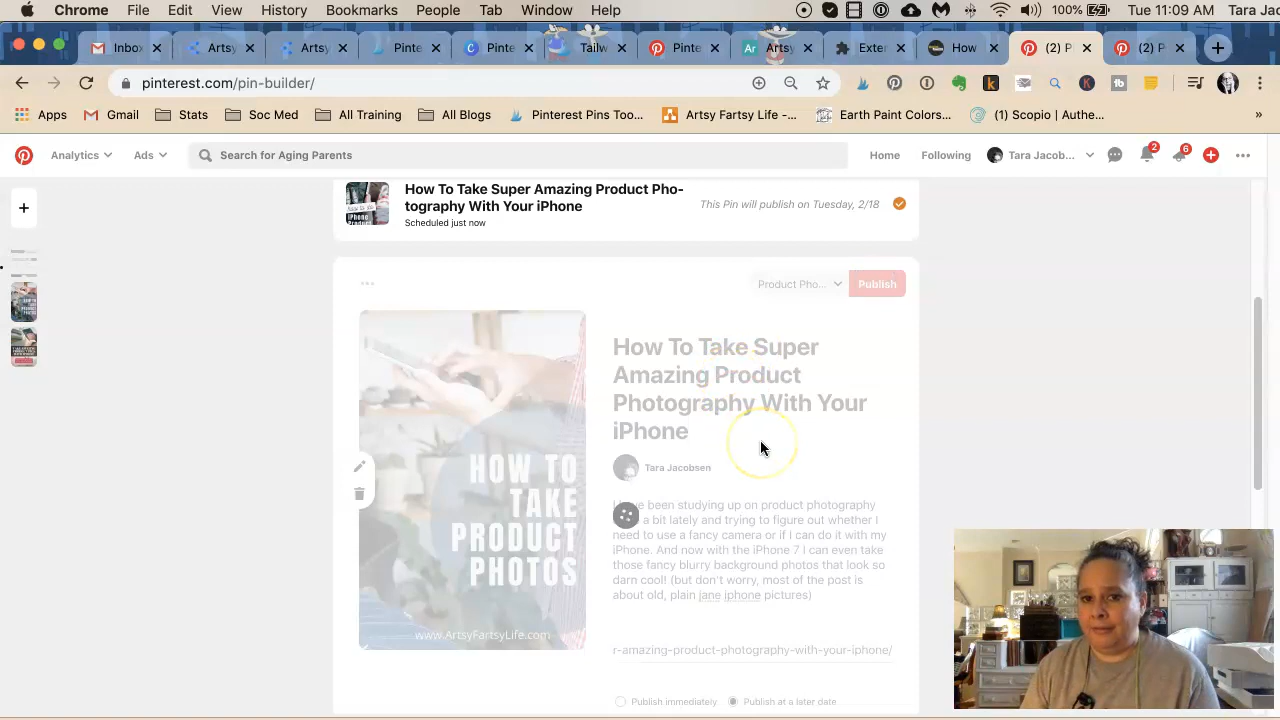 Chrome File Edit View History Bookmarks People Tab Window Help 100% Tue 11:09 AM Tara Jac
Inbox Artsy Artsy Pinte Pinte Tailw Pinte Artsy Exter How (2) P (2) P
pinterest.com/pin-builder/
Apps Gmail Stats Soc Med All Training All Blogs Pinterest Pins Too... Artsy Fartsy Life -... Earth Paint Colors... (1) Scopio | Authe... »
Analytics Ads Search for Aging Parents Home Following Tara Jacob... 2 6
How To Take Super Amazing Product Pho-
tography With Your iPhone
This Pin will publish on Tuesday, 2/18
Scheduled just now
Product Pho... Publish
How To Take Super
Amazing Product
Photography With Your
iPhone
Tara Jacobsen
I have been studying up on product photography
a bit lately and trying to figure out whether I
need to use a fancy camera or if I can do it with my
iPhone. And now with the iPhone 7 I can even take
those fancy blurry background photos that look so
darn cool! (but don't worry, most of the post is
about old, plain jane iphone pictures)
HOW TO
TAKE
PRODUCT
PHOTOS
www.ArtsyFartsyLife.com
r-amazing-product-photography-with-your-iphone/
Publish immediately Publish at a later date